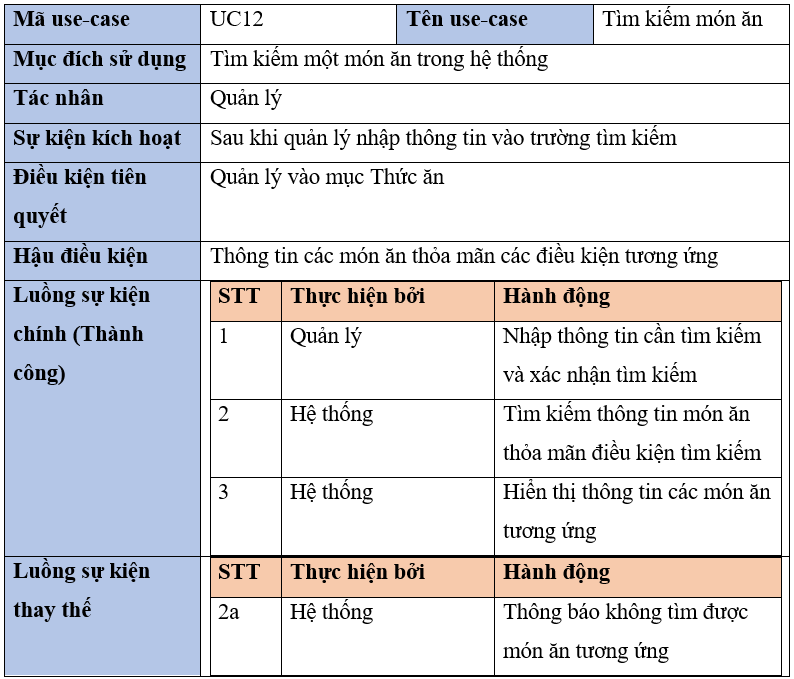 Mã use-case UC12 Tên use-case Tìm kiếm món ăn
Mục đích sử dụng Tìm kiếm một món ăn trong hệ thống
Tác nhân Quản lý
Sự kiện kích hoạt Sau khi quản lý nhập thông tin vào trường tìm kiếm
Điều kiện tiên Quản lý vào mục Thức ăn
quyết
Hậu điều kiện Thông tin các món ăn thỏa mãn các điều kiện tương ứng
Luồng sự kiện STT Thực hiện bởi Hành động
chính (Thành 1 Quản lý Nhập thông tin cần tìm kiếm
công) và xác nhận tìm kiếm
2 Hệ thống Tìm kiếm thông tin món ăn
thỏa mãn điều kiện tìm kiếm
3 Hệ thống Hiển thị thông tin các món ăn
tương ứng
Luồng sự kiện STT Thực hiện bởi Hành động
thay thế 2a Hệ thống Thông báo không tìm được
món ăn tương ứng